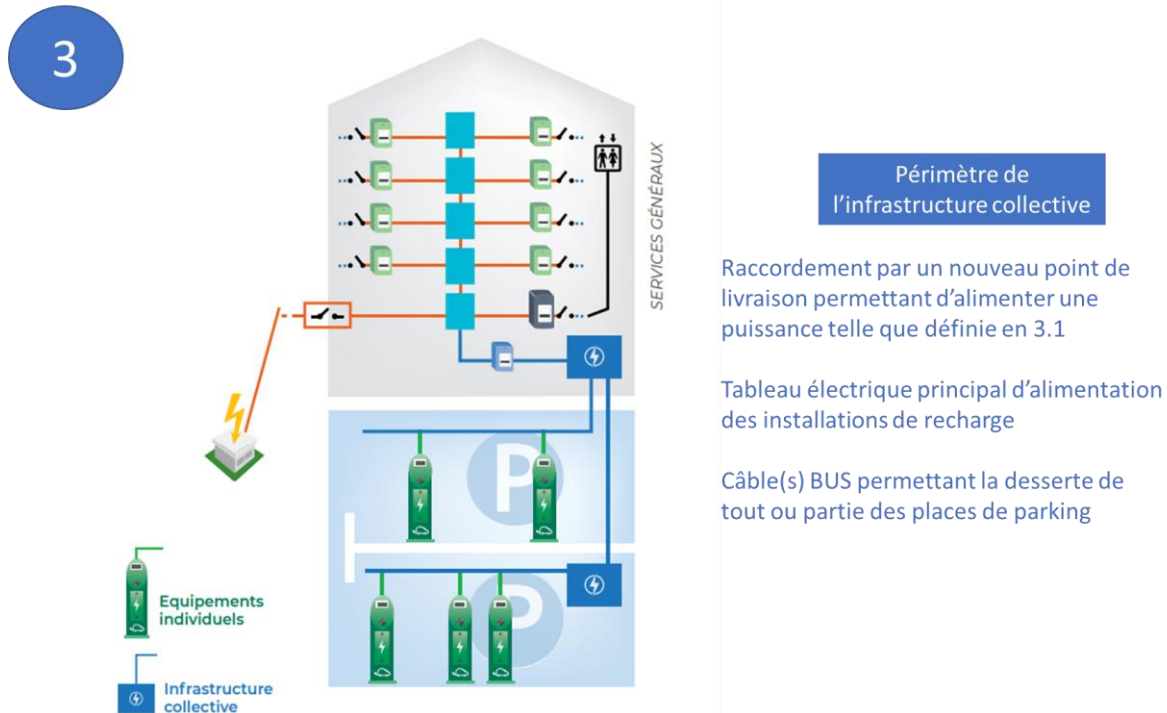 3
SERVICES GÉNÉRAUX
P
P
Equipements
individuels
Infrastructure
collective
Périmètre de
l’infrastructure collective
Raccordement par un nouveau point de
livraison permettant d’alimenter une
puissance telle que définie en 3.1
Tableau électrique principal d’alimentation
des installations de recharge
Câble(s) BUS permettant la desserte de
tout ou partie des places de parking